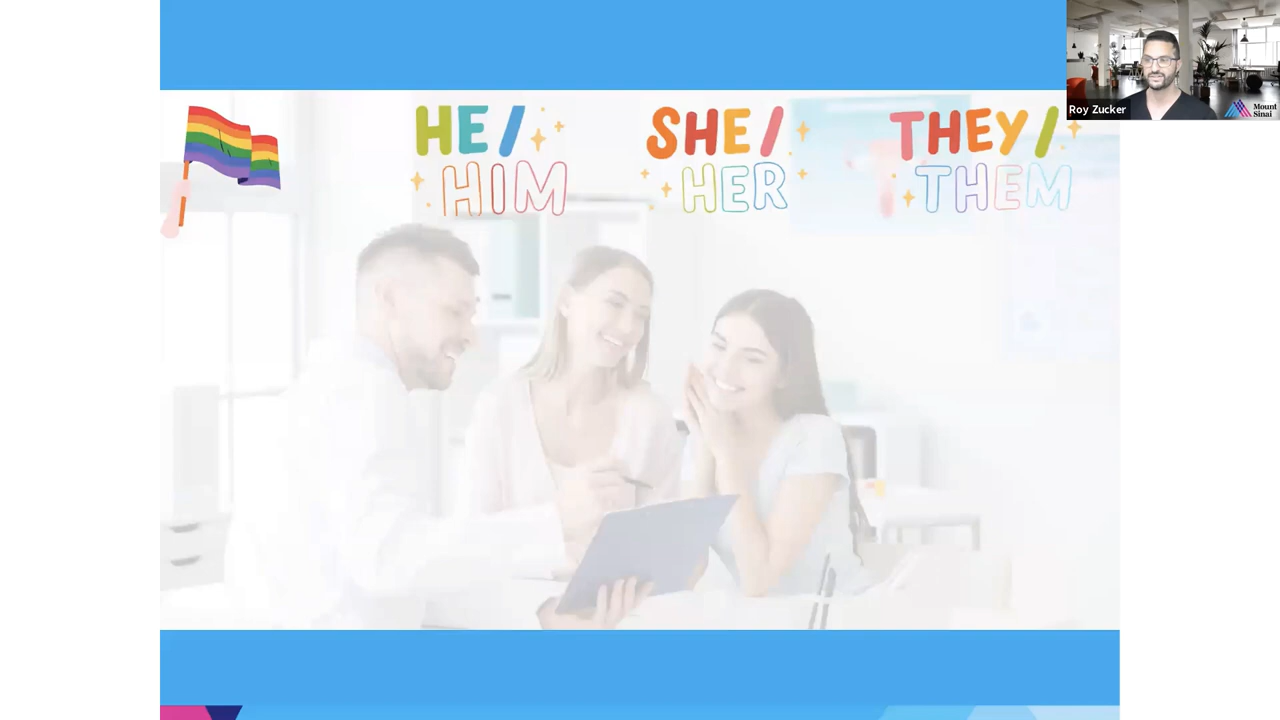 HE/
HIM
SHE/
HER
THEY/
THEM
Roy Zucker
Mount
Sinai